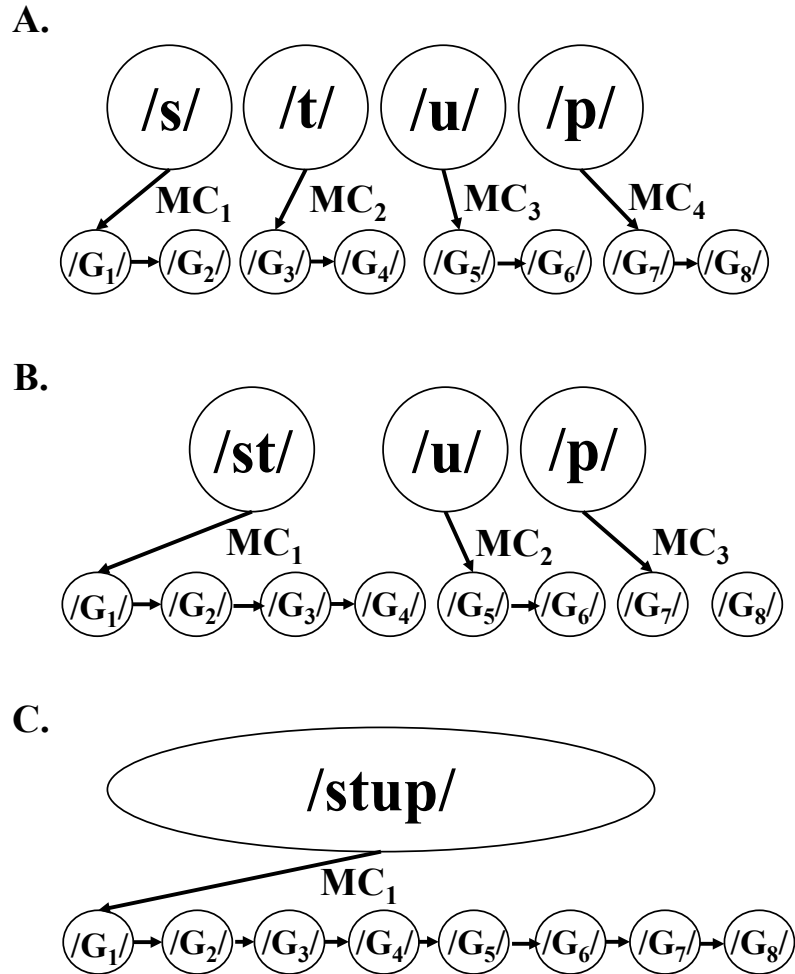 A.
/s/ /t/ /u/ /p/
MC₁ MC₂ MC₃ MC₄
/G₁/ /G₂/ /G₃/ /G₄/ /G₅/ /G₆/ /G₇/ /G₈/
B.
/st/ /u/ /p/
MC₁ MC₂ MC₃
/G₁/ /G₂/ /G₃/ /G₄/ /G₅/ /G₆/ /G₇/ /G₈/
C.
/stup/
MC₁
/G₁/ /G₂/ /G₃/ /G₄/ /G₅/ /G₆/ /G₇/ /G₈/